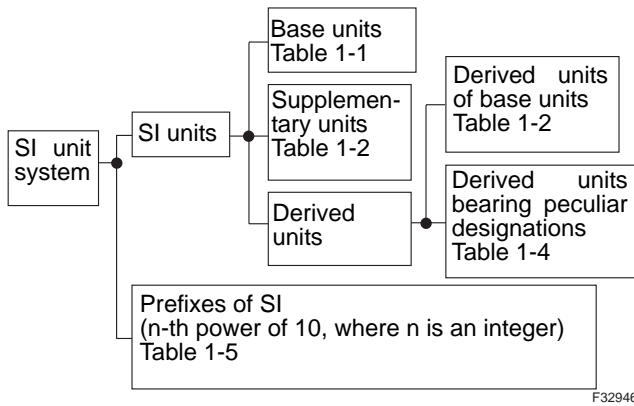 Base units
Table 1-1
Supplemen-
tary units
Table 1-2
Derived units
of base units
Table 1-2
SI units
SI unit
system
Derived
units
Derived units
bearing peculiar
designations
Table 1-4
Prefixes of SI
(n-th power of 10, where n is an integer)
Table 1-5
F32946